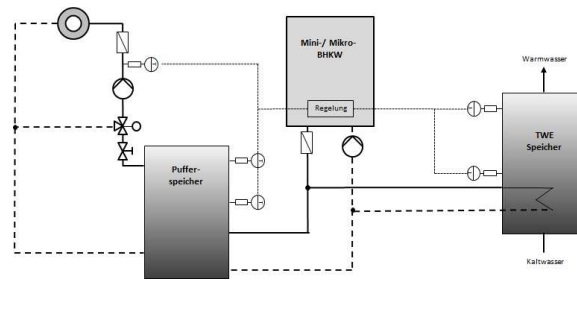 Mini-/ Mikro-
BHKW
Regelung
Warmwasser
TWE
Speicher
Puffer-
speicher
Kaltwasser